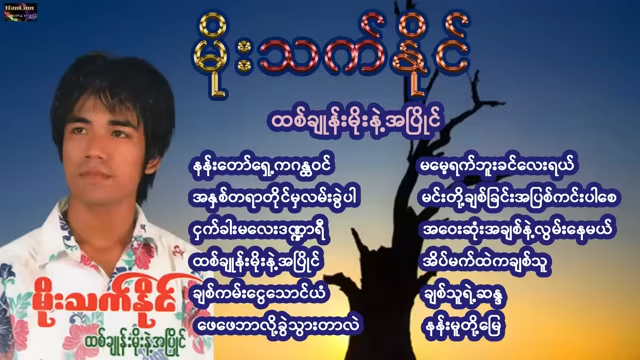 HanLinn
မိုးသက်နိုင်
ထစ်ချုန်းမိုးနဲ့အပြိုင်
နန်းတော်ရှေ့ကဂန္ထဝင်
အနှစ်တရာတိုင်မှလမ်းခွဲပါ
ငှက်ခါးမလေးဒဏ္ဍာရီ
ထစ်ချုန်းမိုးနဲ့အပြိုင်
ချစ်ကမ်းငွေသောင်ယံ
ဖေဖေဘာလို့ခွဲသွားတာလဲ
မမေ့ရက်ဘူးခင်လေးရယ်
မင်းတို့ချစ်ခြင်းအပြစ်ကင်းပါစေ
အဝေးဆုံးအချစ်နဲ့လွမ်းနေမယ်
အိပ်မက်ထဲကချစ်သူ
ချစ်သူရဲ့ဆန္ဒ
နန်းမူတို့မြေ
မိုးသက်နိုင်
ထစ်ချုန်းမိုးနဲ့အပြိုင်